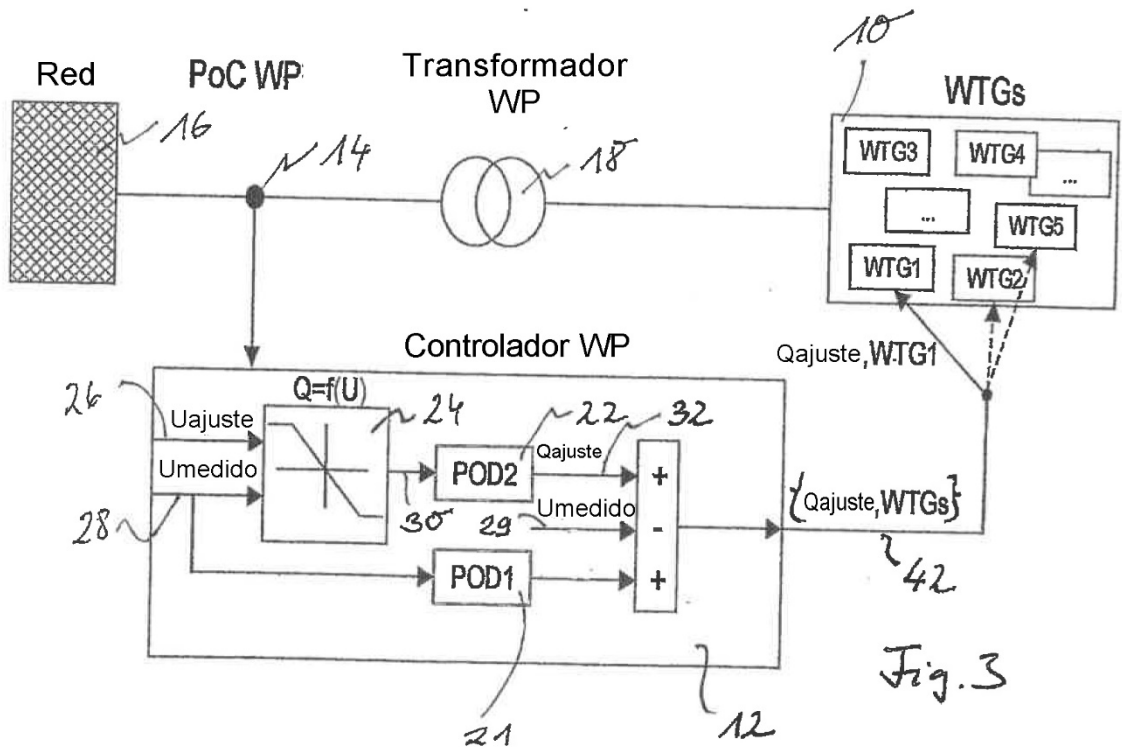 10
Red
PoC WP
Transformador
WP
WTGs
16
14
18
WTG3
WTG4
...
...
WTG5
WTG1
WTG2
Controlador WP
Qajuste,WTG1
Q=f(U)
26
24
22
32
Uajuste
Umedido
POD2
Qajuste
+
28
30
29
Umedido
-
{Qajuste,WTGs}
POD1
+
42
21
12
Fig. 3